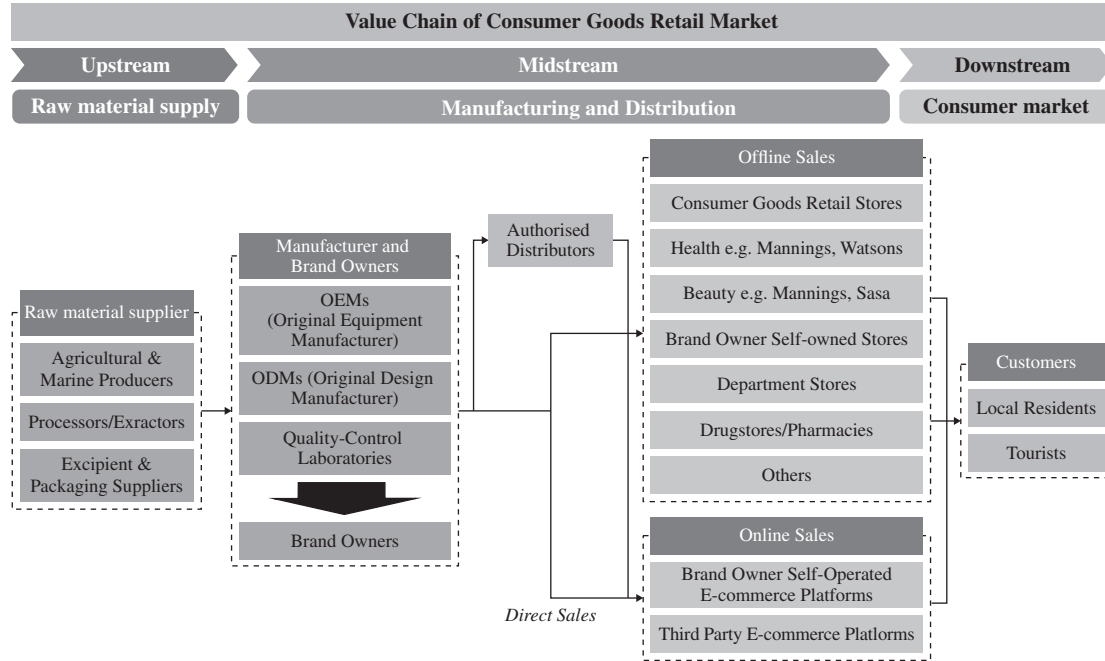 Value Chain of Consumer Goods Retail Market
Upstream
Midstream
Downstream
Raw material supply
Manufacturing and Distribution
Consumer market
Raw material supplier
Agricultural &
Marine Producers
Processors/Exractors
Excipient &
Packaging Suppliers
Manufacturer and
Brand Owners
OEMs
(Original Equipment
Manufacturer)
ODMs (Original Design
Manufacturer)
Quality-Control
Laboratories
Brand Owners
Authorised
Distributors
Direct Sales
Offline Sales
Consumer Goods Retail Stores
Health e.g. Mannings, Watsons
Beauty e.g. Mannings, Sasa
Brand Owner Self-owned Stores
Department Stores
Drugstores/Pharmacies
Others
Online Sales
Brand Owner Self-Operated
E-commerce Platforms
Third Party E-commerce Platlorms
Customers
Local Residents
Tourists